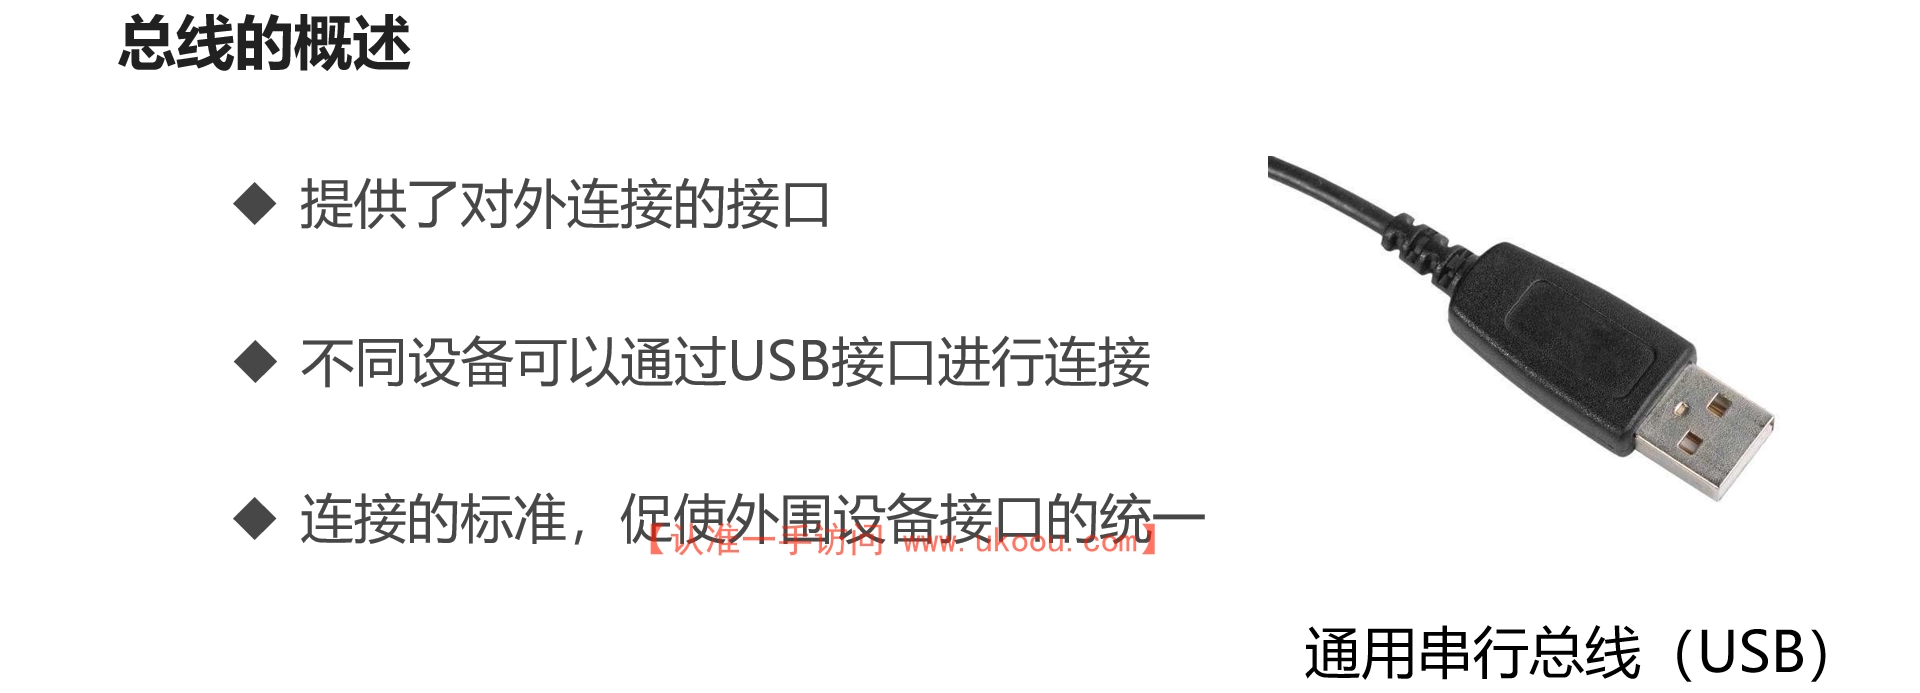 总线的概述
◆ 提供了对外连接的接口
◆ 不同设备可以通过USB接口进行连接
◆ 连接的标准，促使外围设备接口的统一
【认准一手访问 www.ukoou.com】
通用串行总线（USB）